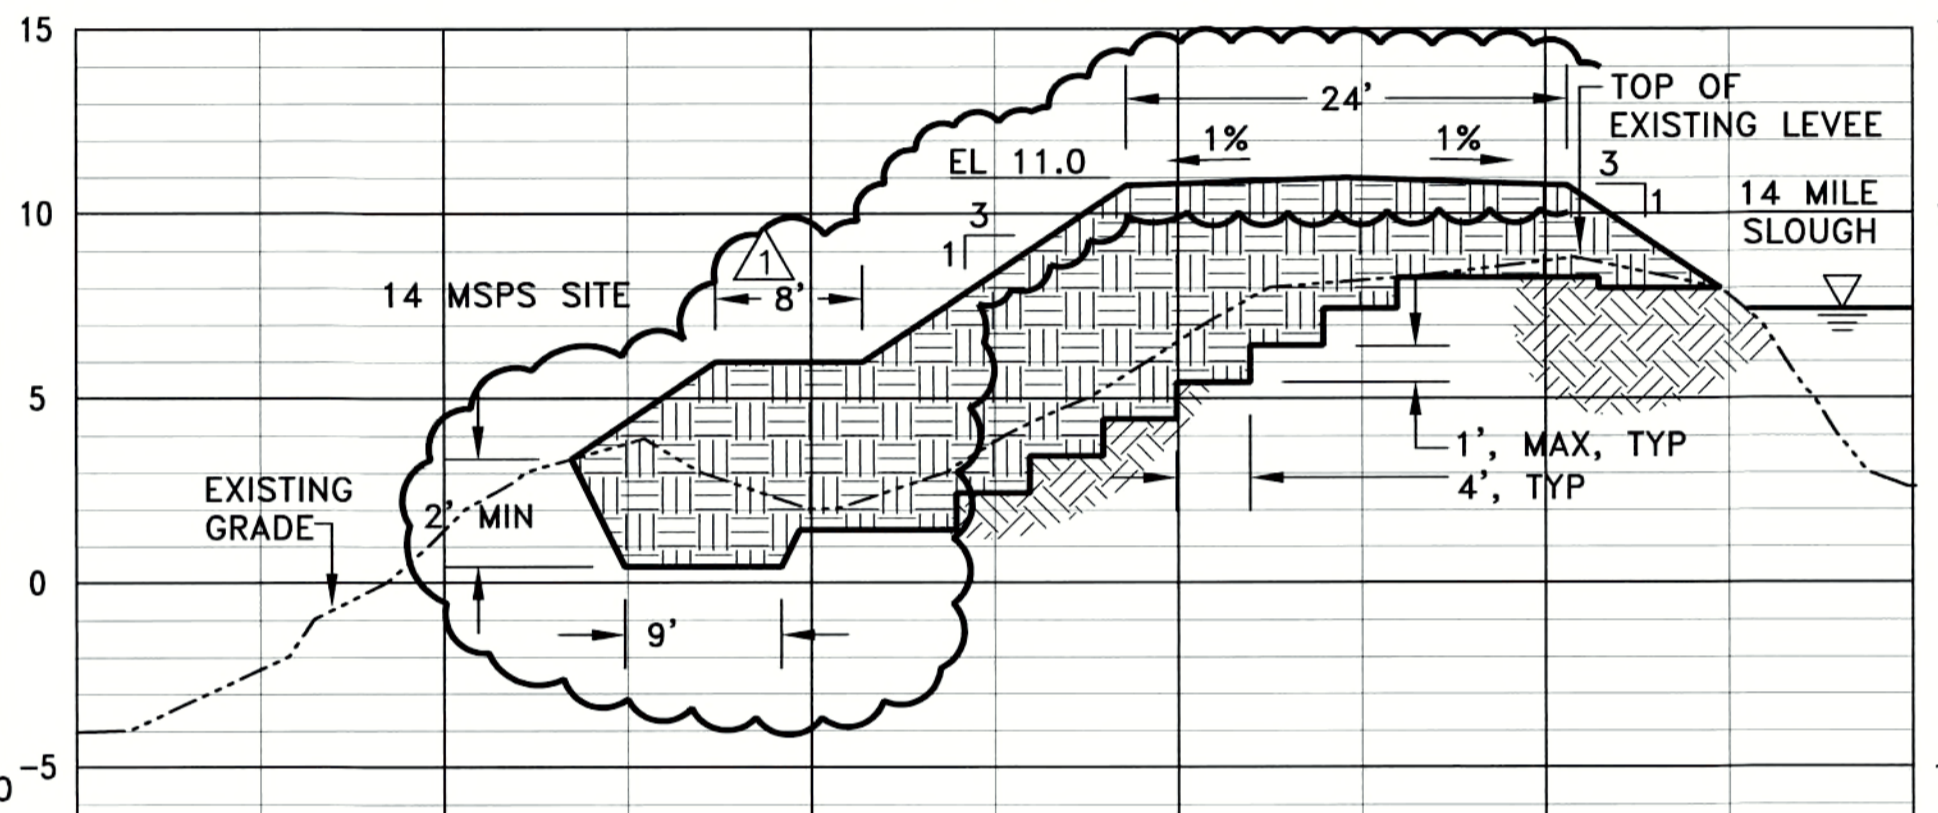 15
24'
TOP OF
EXISTING LEVEE
1%
1%
EL 11.0
3
1
3
1
14 MILE
SLOUGH
10
1
8'
14 MSPS SITE
5
1', MAX, TYP
4', TYP
EXISTING
GRADE
2' MIN
0
9'
-5
0